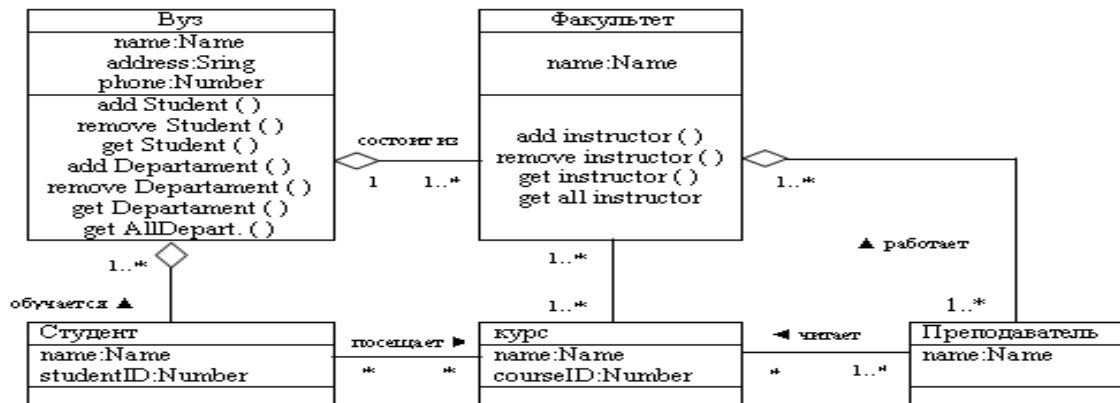 Вуз
name:Name
address:Sring
phone:Number
add Student ( )
remove Student ( )
get Student ( )
add Departament ( )
remove Departament ( )
get Departament ( )
get AllDepart. ( )
состоит из
1
1..*
Факультет
name:Name
add instructor ( )
remove instructor ( )
get instructor ( )
get all instructor
1..*
▲ работает
1..*
1..*
обучается ▲
1..*
1..*
Студент
name:Name
studentID:Number
посещает ►
*
*
курс
name:Name
courseID:Number
◄ читает
*
1..*
Преподаватель
name:Name